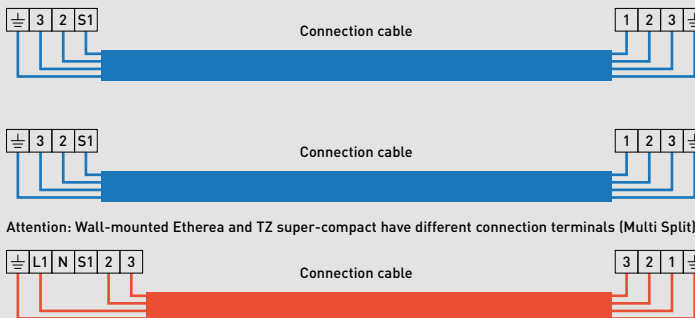 ⏚ 3 2 S1 Connection cable 1 2 3 ⏚
⏚ 3 2 S1 Connection cable 1 2 3 ⏚
Attention: Wall-mounted Etherea and TZ super-compact have different connection terminals (Multi Split)
⏚ L1 N S1 2 3 Connection cable 3 2 1 ⏚